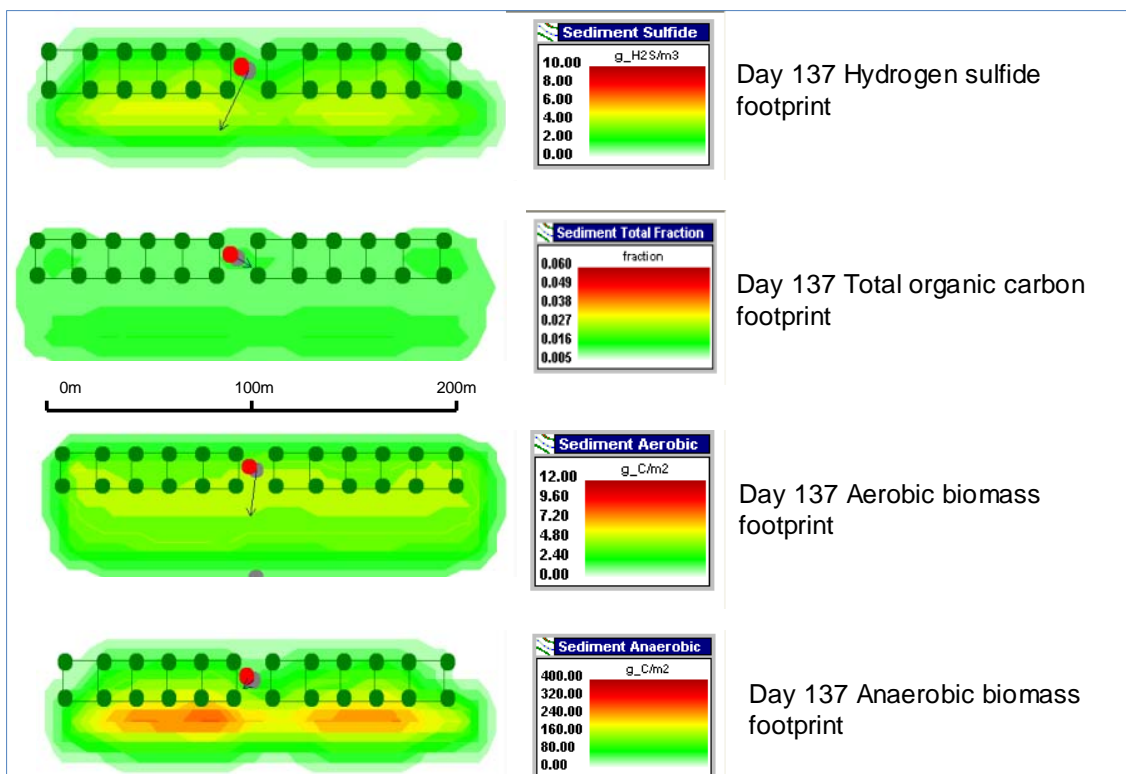 Sediment Sulfide
g_H2S/m3
10.00
8.00
6.00
4.00
2.00
0.00
Day 137 Hydrogen sulfide
footprint
Sediment Total Fraction
fraction
0.060
0.049
0.038
0.027
0.016
0.005
Day 137 Total organic carbon
footprint
0m 100m 200m
Sediment Aerobic
g_C/m2
12.00
9.60
7.20
4.80
2.40
0.00
Day 137 Aerobic biomass
footprint
Sediment Anaerobic
g_C/m2
400.00
320.00
240.00
160.00
80.00
0.00
Day 137 Anaerobic biomass
footprint